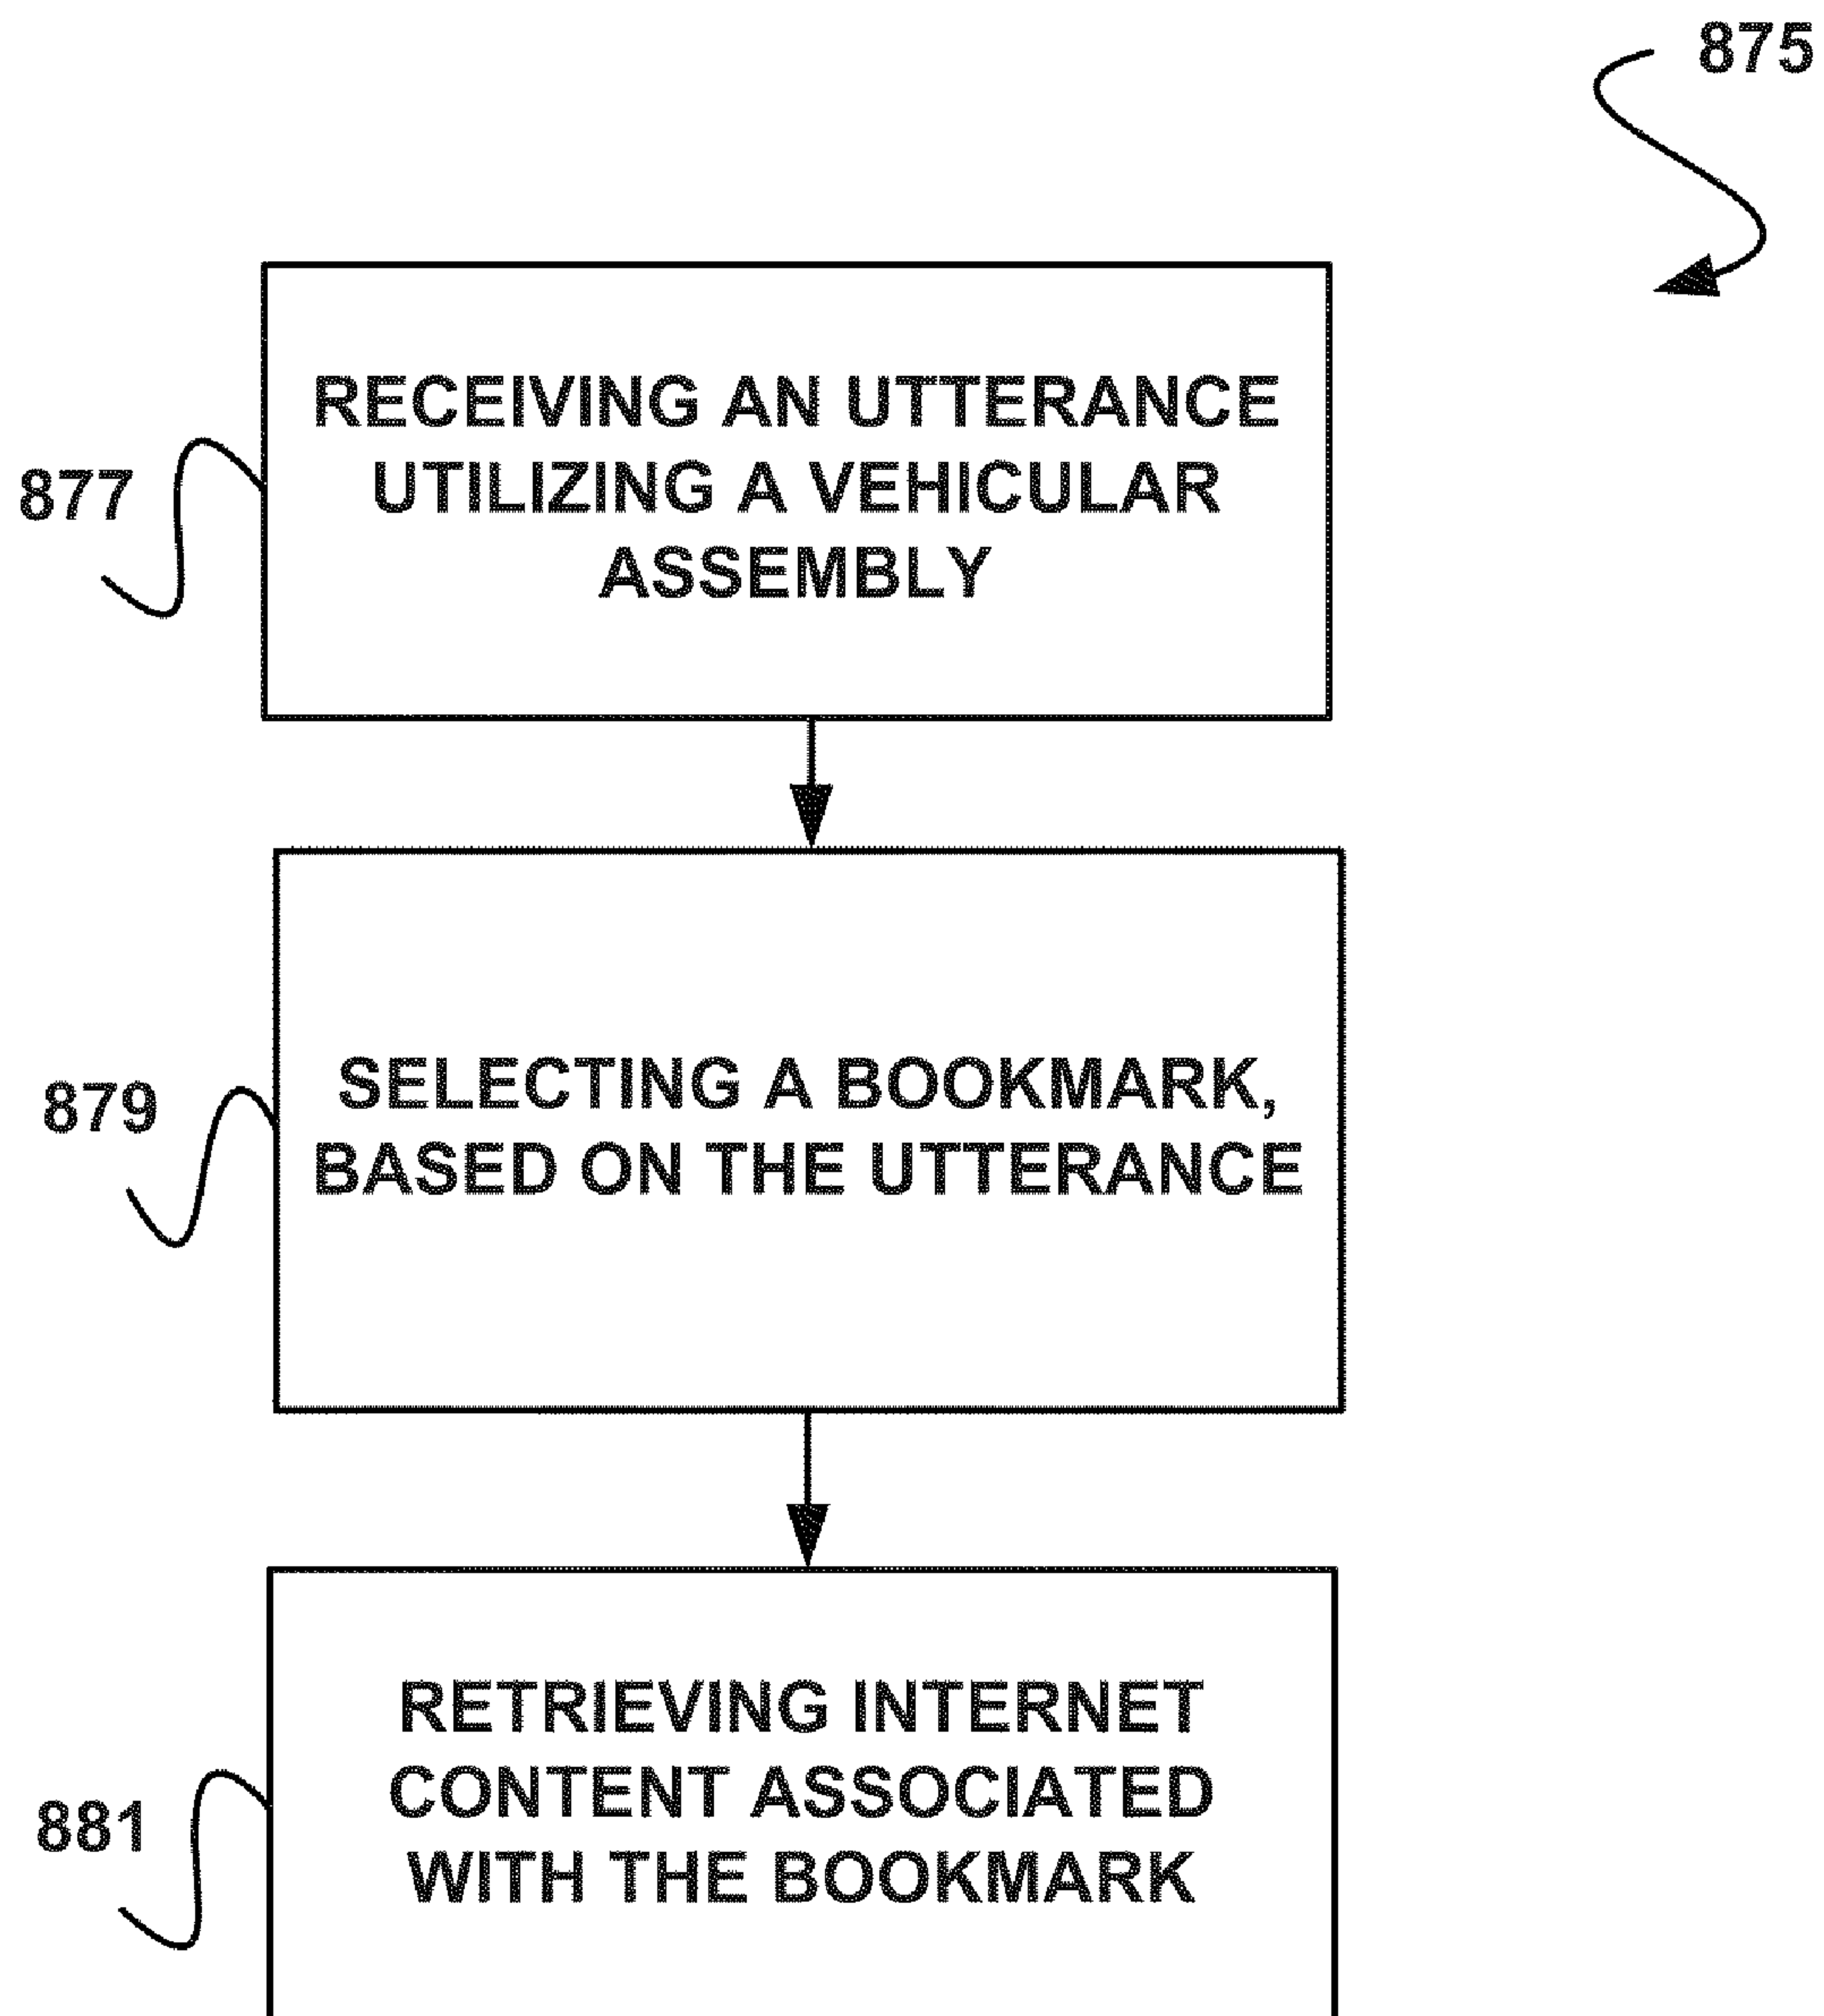 875
RECEIVING AN UTTERANCE
UTILIZING A VEHICULAR
ASSEMBLY
877
SELECTING A BOOKMARK,
BASED ON THE UTTERANCE
879
RETRIEVING INTERNET
CONTENT ASSOCIATED
WITH THE BOOKMARK
881